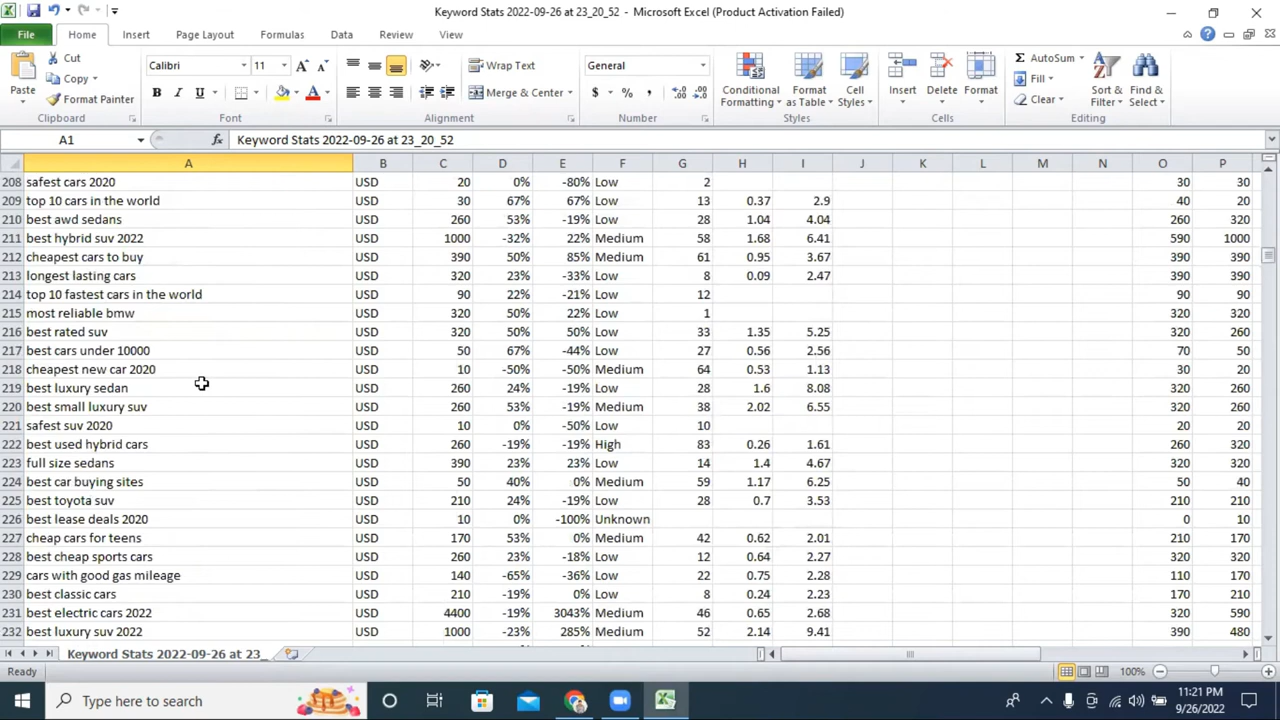 Keyword Stats 2022-09-26 at 23_20_52 - Microsoft Excel (Product Activation Failed)
File Home Insert Page Layout Formulas Data Review View
Paste
Cut
Copy
Format Painter
Clipboard
Calibri 11
B I U
Font
Wrap Text
Merge & Center
Alignment
General
$ % ,
Number
Conditional Formatting
Format as Table
Cell Styles
Styles
Insert
Delete
Format
Cells
AutoSum
Fill
Clear
Sort & Filter
Find & Select
Editing
A1 fx Keyword Stats 2022-09-26 at 23_20_52
A B C D E F G H I J K L M N O P
208 safest cars 2020 USD 20 0% -80% Low 2 30 30
209 top 10 cars in the world USD 30 67% 67% Low 13 0.37 2.9 40 20
210 best awd sedans USD 260 53% -19% Low 28 1.04 4.04 260 320
211 best hybrid suv 2022 USD 1000 -32% 22% Medium 58 1.68 6.41 590 1000
212 cheapest cars to buy USD 390 50% 85% Medium 61 0.95 3.67 390 390
213 longest lasting cars USD 320 23% -33% Low 8 0.09 2.47 390 390
214 top 10 fastest cars in the world USD 90 22% -21% Low 12 90 90
215 most reliable bmw USD 320 50% 22% Low 1 320 320
216 best rated suv USD 320 50% 50% Low 33 1.35 5.25 320 260
217 best cars under 10000 USD 50 67% -44% Low 27 0.56 2.56 70 50
218 cheapest new car 2020 USD 10 -50% -50% Medium 64 0.53 1.13 30 20
219 best luxury sedan USD 260 24% -19% Low 28 1.6 8.08 320 260
220 best small luxury suv USD 260 53% -19% Medium 38 2.02 6.55 320 260
221 safest suv 2020 USD 10 0% -50% Low 10 20 20
222 best used hybrid cars USD 260 -19% -19% High 83 0.26 1.61 260 320
223 full size sedans USD 390 23% 23% Low 14 1.4 4.67 320 320
224 best car buying sites USD 50 40% 0% Medium 59 1.17 6.25 50 40
225 best toyota suv USD 210 24% -19% Low 28 0.7 3.53 210 210
226 best lease deals 2020 USD 10 0% -100% Unknown 0 10
227 cheap cars for teens USD 170 53% 0% Medium 42 0.62 2.01 210 170
228 best cheap sports cars USD 260 23% -18% Low 12 0.64 2.27 320 320
229 cars with good gas mileage USD 140 -65% -36% Low 22 0.75 2.28 110 170
230 best classic cars USD 210 -19% 0% Low 8 0.24 2.23 170 210
231 best electric cars 2022 USD 4400 -19% 3043% Medium 46 0.65 2.68 320 590
232 best luxury suv 2022 USD 1000 -23% 285% Medium 52 2.14 9.41 390 480
Keyword Stats 2022-09-26 at 23_
Ready 100%
Type here to search
11:21 PM
9/26/2022